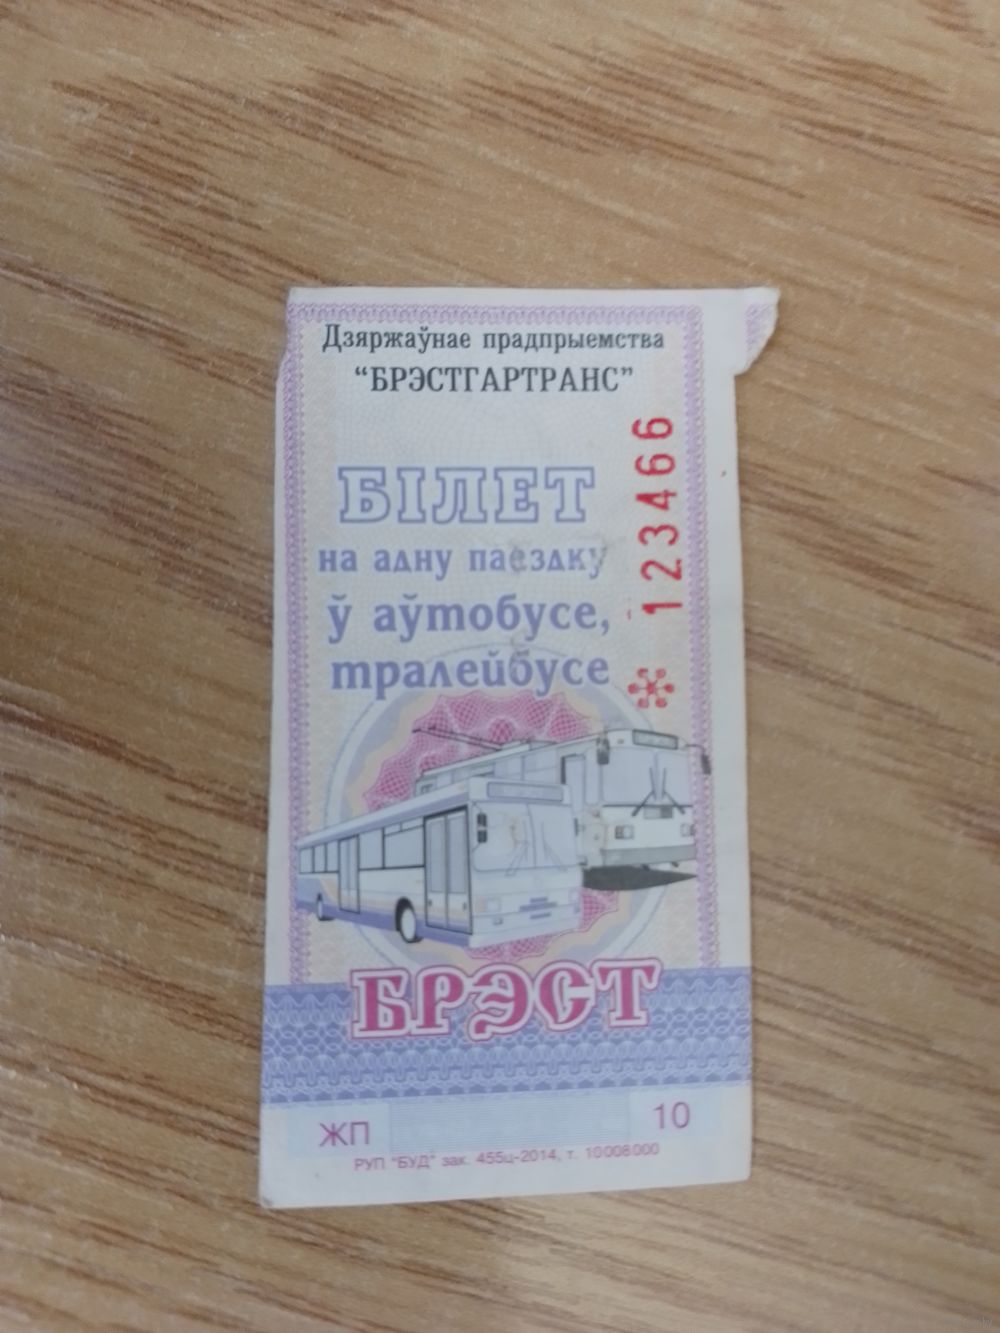 Дзяржаўнае прадпрыемства
“БРЭСТГАРТРАНС”
БІЛЕТ
на адну паездку
ў аўтобусе,
тралейбусе
* 123466
БРЭСТ
ЖП 10
РУП "БУД" зак. 455ц-2014, т. 10008000